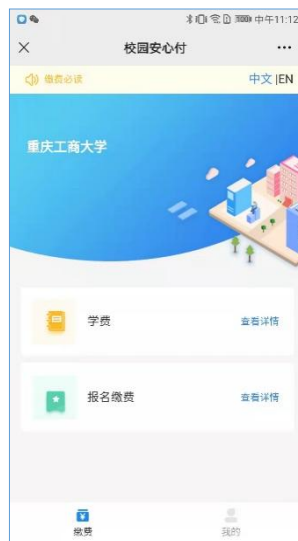 中午11:12
校园安心付
缴费必读
中文 |EN
重庆工商大学
学费
查看详情
报名缴费
查看详情
缴费
我的